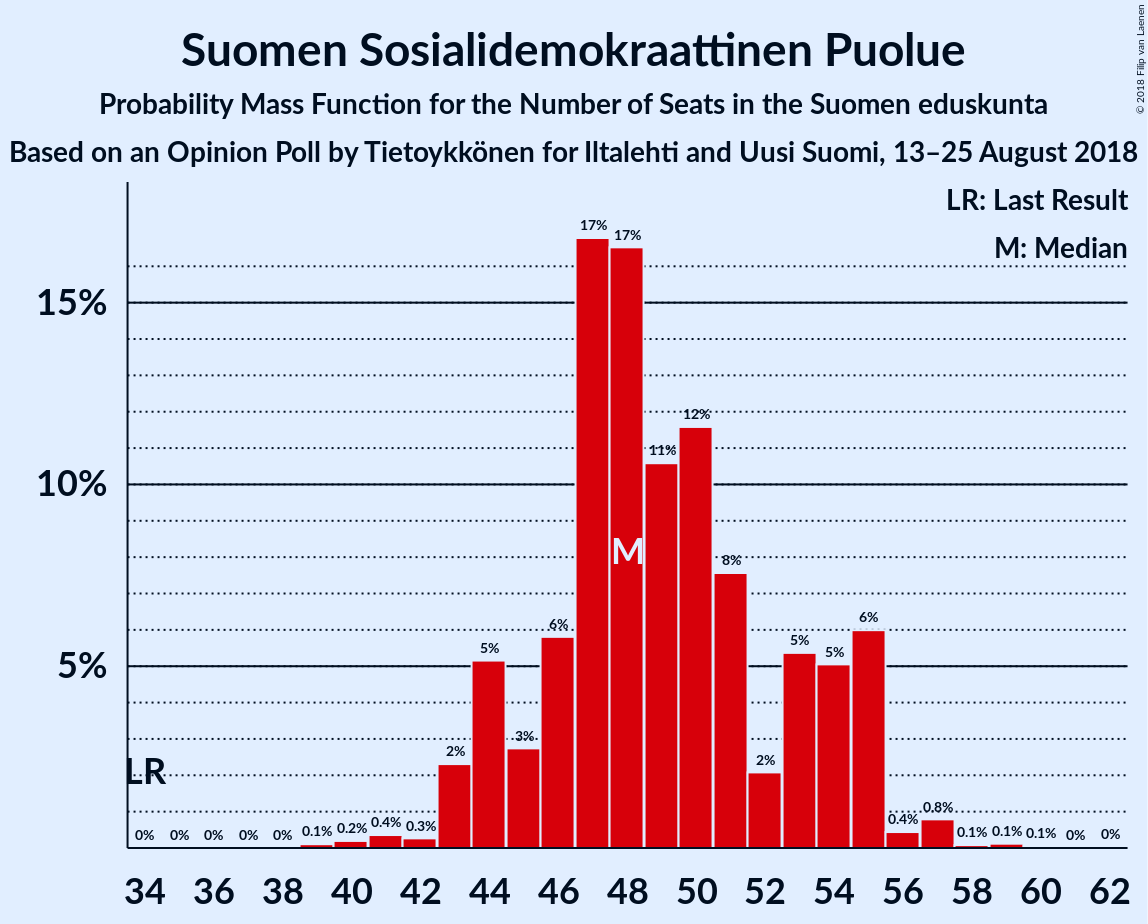 Suomen Sosialidemokraattinen Puolue
Probability Mass Function for the Number of Seats in the Suomen eduskunta
Based on an Opinion Poll by Tietoykkönen for Iltalehti and Uusi Suomi, 13–25 August 2018
© 2018 Filip van Laenen
LR: Last Result
M: Median
15%
10%
5%
LR
M
0% 0% 0% 0% 0% 0.1% 0.2% 0.4% 0.3% 2% 5% 3% 6% 17% 17% 11% 12% 8% 2% 5% 5% 6% 0.4% 0.8% 0.1% 0.1% 0.1% 0% 0%
34 36 38 40 42 44 46 48 50 52 54 56 58 60 62